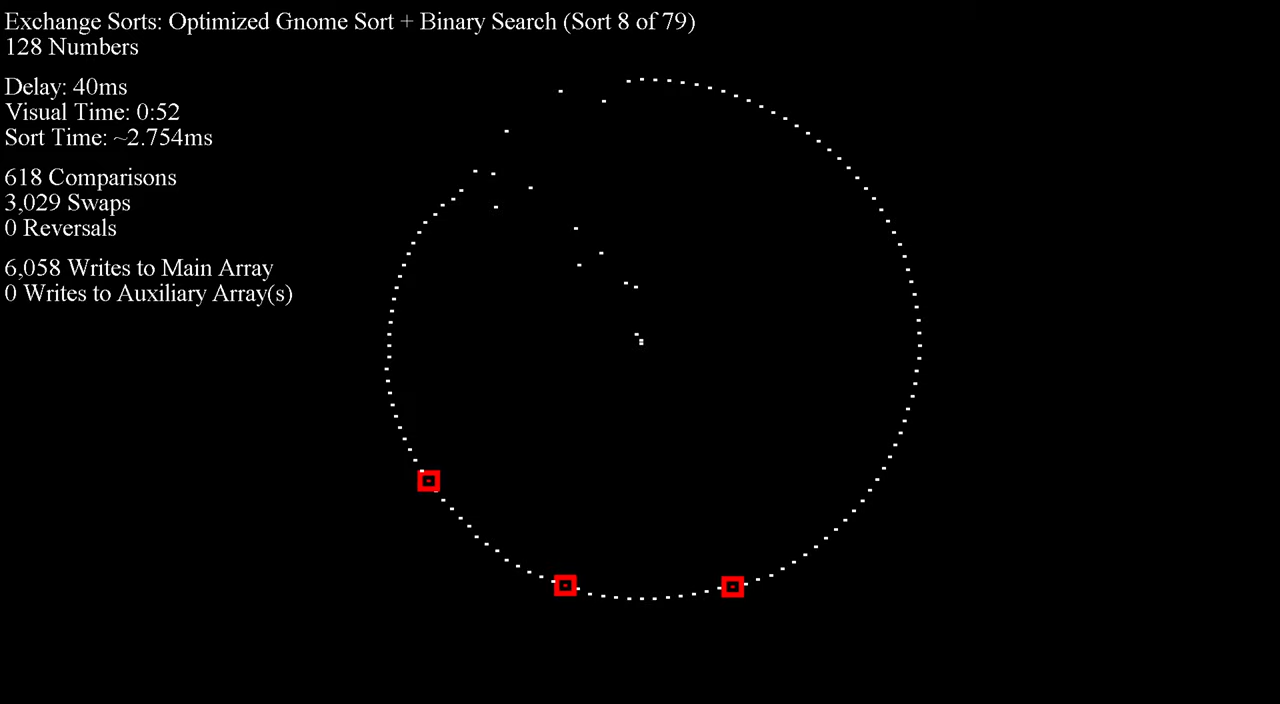 Exchange Sorts: Optimized Gnome Sort + Binary Search (Sort 8 of 79)
128 Numbers
Delay: 40ms
Visual Time: 0:52
Sort Time: ~2.754ms
618 Comparisons
3,029 Swaps
0 Reversals
6,058 Writes to Main Array
0 Writes to Auxiliary Array(s)